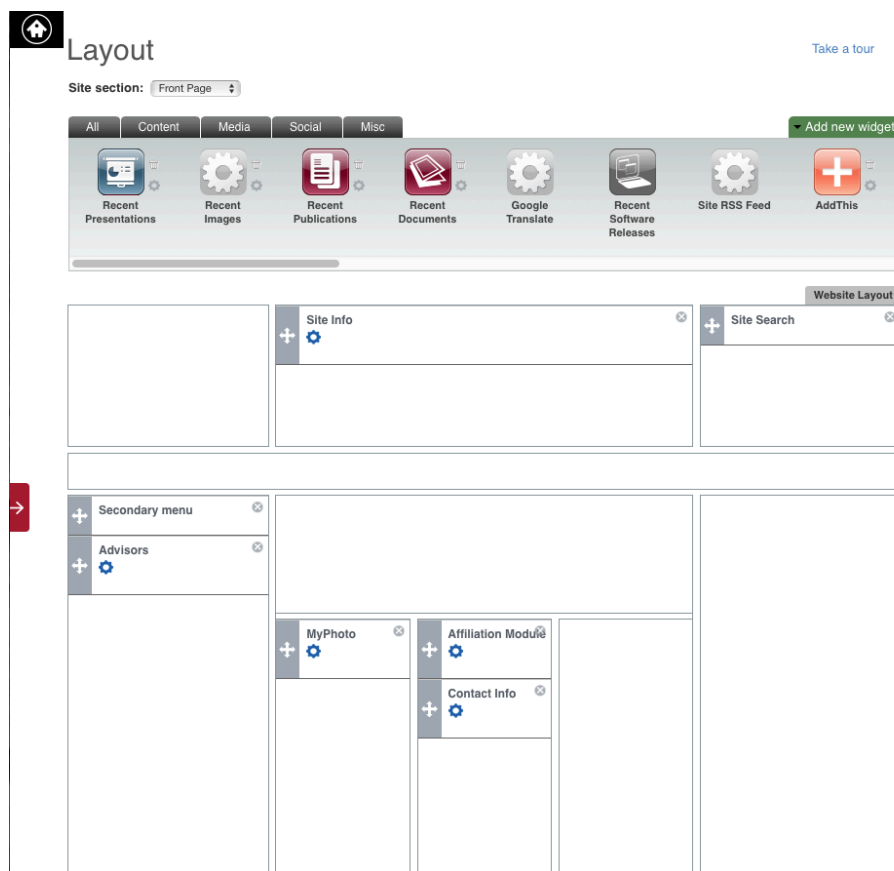 Layout
Take a tour
Site section: Front Page
All Content Media Social Misc
Add new widget
Recent Presentations
Recent Images
Recent Publications
Recent Documents
Google Translate
Recent Software Releases
Site RSS Feed
AddThis
Website Layout
Site Info
Site Search
Secondary menu
Advisors
MyPhoto
Affiliation Module
Contact Info